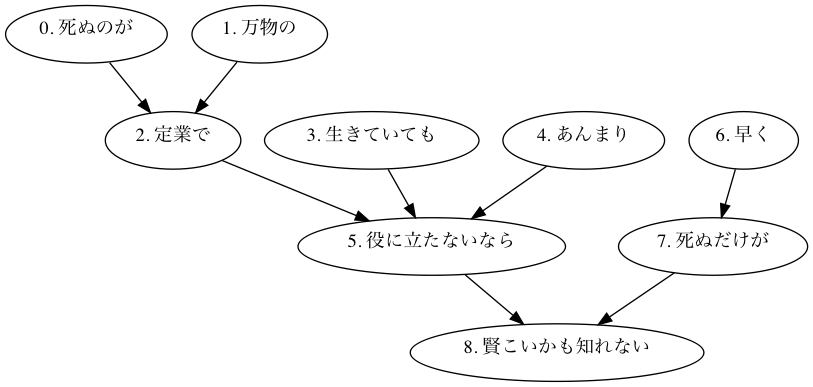 0. 死ぬのが
1. 万物の
2. 定業で
3. 生きていても
4. あんまり
6. 早く
5. 役に立たないなら
7. 死ぬだけが
8. 賢こいかも知れない